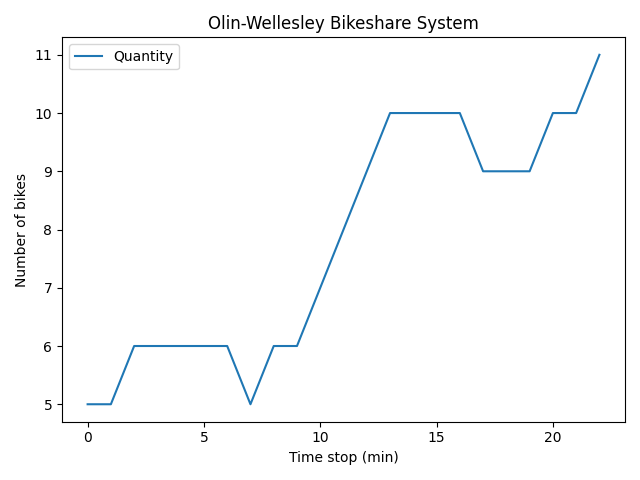 Olin-Wellesley Bikeshare System
Quantity
Number of bikes
11
10
9
8
7
6
5
0 5 10 15 20
Time stop (min)